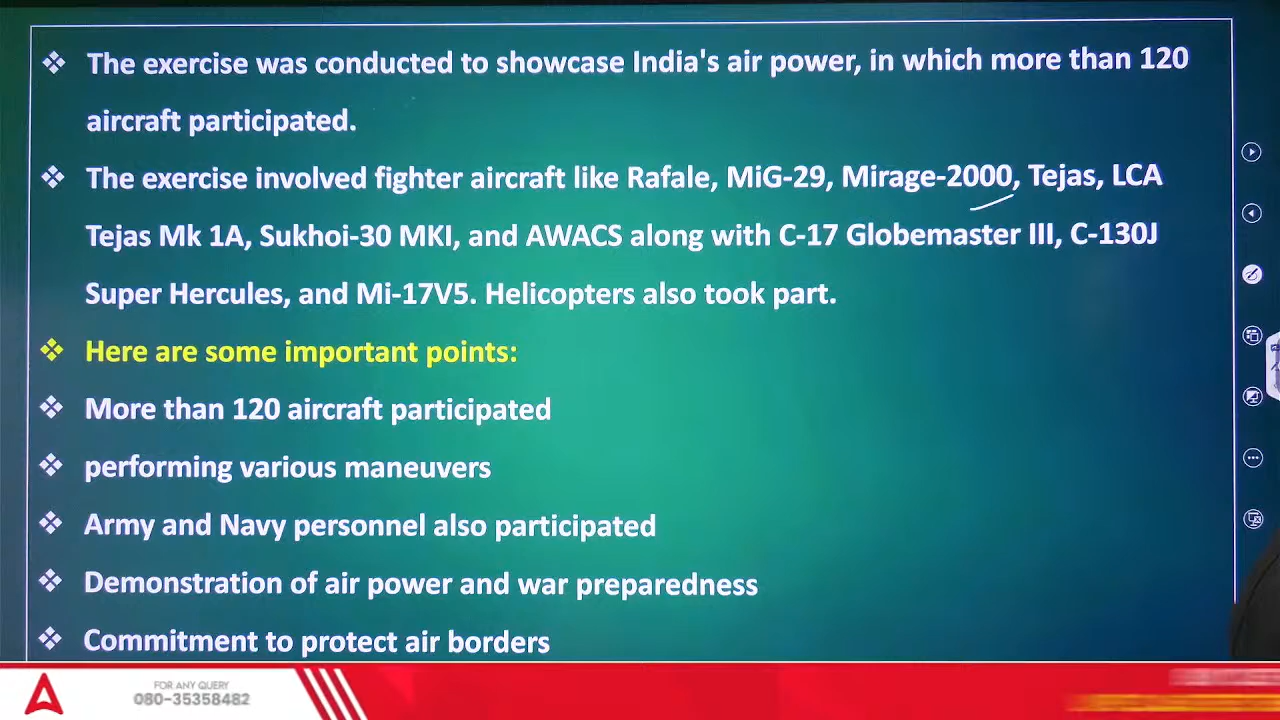 ❖ The exercise was conducted to showcase India's air power, in which more than 120
aircraft participated.
❖ The exercise involved fighter aircraft like Rafale, MiG-29, Mirage-2000, Tejas, LCA
Tejas Mk 1A, Sukhoi-30 MKI, and AWACS along with C-17 Globemaster III, C-130J
Super Hercules, and Mi-17V5. Helicopters also took part.
❖ Here are some important points:
❖ More than 120 aircraft participated
❖ performing various maneuvers
❖ Army and Navy personnel also participated
❖ Demonstration of air power and war preparedness
❖ Commitment to protect air borders
FOR ANY QUERY
080-35358482